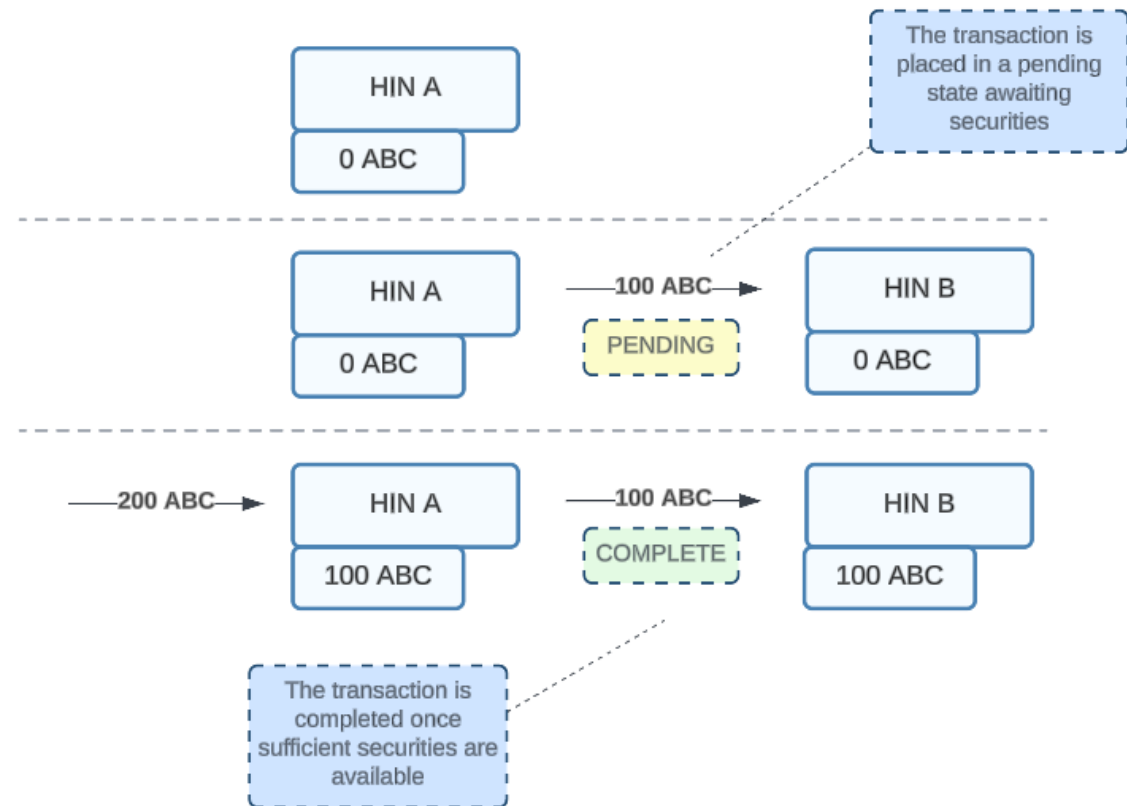 The transaction is
placed in a pending
state awaiting
securities
HIN A
0 ABC
HIN A
100 ABC
HIN B
PENDING
0 ABC
0 ABC
200 ABC
HIN A
100 ABC
HIN B
COMPLETE
100 ABC
100 ABC
The transaction is
completed once
sufficient securities are
available